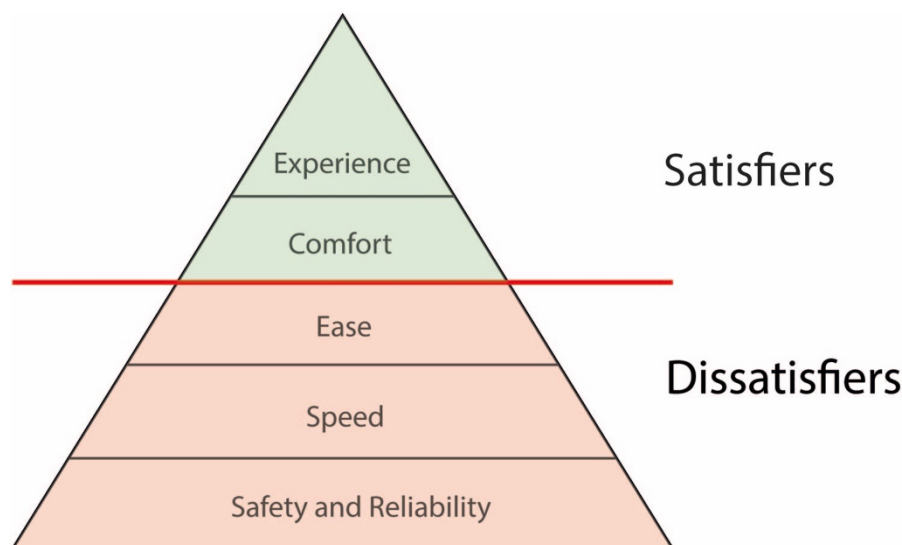 Experience
Satisfiers
Comfort
Ease
Dissatisfiers
Speed
Safety and Reliability